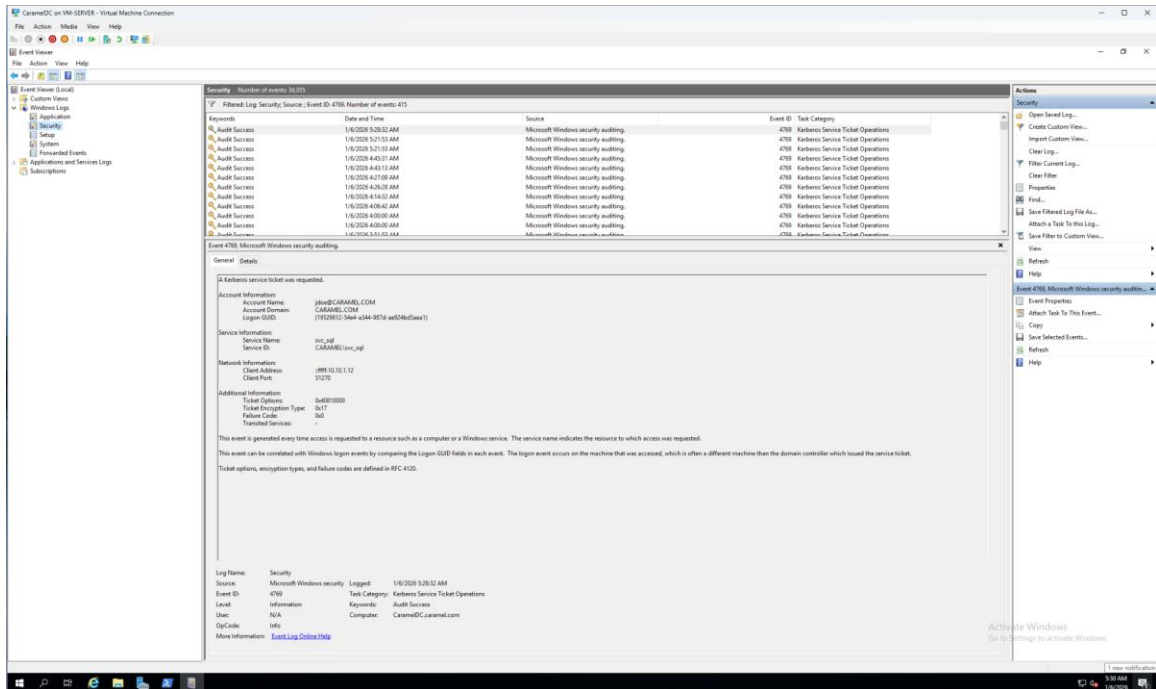 CaramelDC on VM-SERVER - Virtual Machine Connection
File Action Media View Help
Event Viewer
File Action View Help
Event Viewer (Local)
Custom Views
Windows Logs
Application
Security
Setup
System
Forwarded Events
Applications and Services Logs
Subscriptions
Security Number of events: 34,055
Filtered: Log: Security; Source: ; Event ID: 4769. Number of events: 415
Keywords Date and Time Source Event ID Task Category
Audit Success 1/6/2026 5:28:32 AM Microsoft Windows security auditing. 4769 Kerberos Service Ticket Operations
Audit Success 1/6/2026 5:21:53 AM Microsoft Windows security auditing. 4769 Kerberos Service Ticket Operations
Audit Success 1/6/2026 5:21:53 AM Microsoft Windows security auditing. 4769 Kerberos Service Ticket Operations
Audit Success 1/6/2026 4:45:31 AM Microsoft Windows security auditing. 4769 Kerberos Service Ticket Operations
Audit Success 1/6/2026 4:43:13 AM Microsoft Windows security auditing. 4769 Kerberos Service Ticket Operations
Audit Success 1/6/2026 4:27:08 AM Microsoft Windows security auditing. 4769 Kerberos Service Ticket Operations
Audit Success 1/6/2026 4:26:28 AM Microsoft Windows security auditing. 4769 Kerberos Service Ticket Operations
Audit Success 1/6/2026 4:14:32 AM Microsoft Windows security auditing. 4769 Kerberos Service Ticket Operations
Audit Success 1/6/2026 4:06:42 AM Microsoft Windows security auditing. 4769 Kerberos Service Ticket Operations
Audit Success 1/6/2026 4:00:00 AM Microsoft Windows security auditing. 4769 Kerberos Service Ticket Operations
Audit Success 1/6/2026 4:00:00 AM Microsoft Windows security auditing. 4769 Kerberos Service Ticket Operations
Audit Success 1/6/2026 3:51:53 AM Microsoft Windows security auditing. 4769 Kerberos Service Ticket Operations
Event 4769, Microsoft Windows security auditing.
General Details
A Kerberos service ticket was requested.
Account Information:
Account Name: jdoe@CARAMEL.COM
Account Domain: CARAMEL.COM
Logon GUID:
Service Information:
Service Name: svc_sql
Service ID: CARAMEL\svc_sql
Network Information:
Client Address: ::ffff:10.10.1.12
Client Port: 51270
Additional Information:
Ticket Options: 0x40810000
Ticket Encryption Type: 0x17
Failure Code: 0x0
Transited Services: -
This event is generated every time access is requested to a resource such as a computer or a Windows service. The service name indicates the resource to which access was requested.
This event can be correlated with Windows logon events by comparing the Logon GUID fields in each event. The logon event occurs on the machine that was accessed, which is often a different machine than the domain controller which issued the service ticket.
Ticket options, encryption types, and failure codes are defined in RFC 4120.
Log Name: Security
Source: Microsoft Windows security Logged: 1/6/2026 5:28:32 AM
Event ID: 4769 Task Category: Kerberos Service Ticket Operations
Level: Information Keywords: Audit Success
User: N/A Computer: CaramelDC.caramel.com
OpCode: Info
More Information: Event Log Online Help
Actions
Security
Open Saved Log...
Create Custom View...
Import Custom View...
Clear Log...
Filter Current Log...
Clear Filter
Properties
Find...
Save Filtered Log File As...
Attach a Task To this Log...
Save Filter to Custom View...
View
Refresh
Help
Event 4769, Microsoft Windows security auditin...
Event Properties
Attach Task To This Event...
Copy
Save Selected Events...
Refresh
Help
Activate Windows
Go to Settings to activate Windows.
1 new notification
5:30 AM
1/6/2026